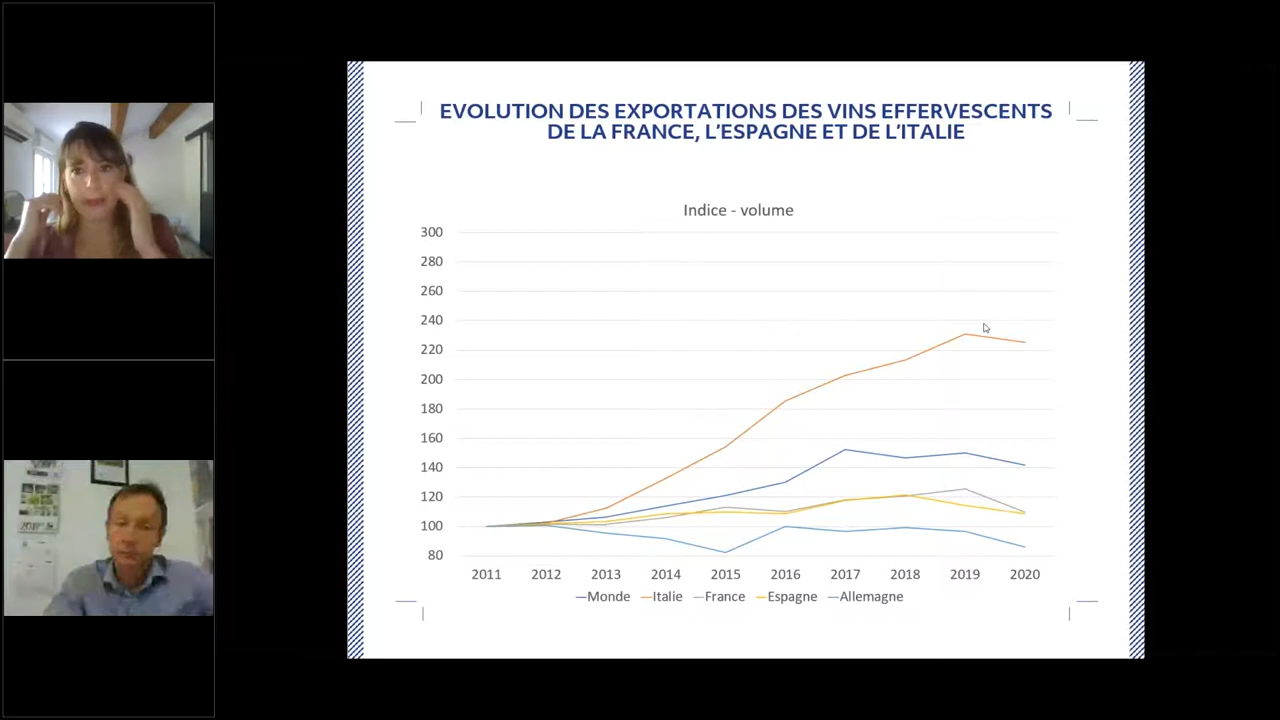 EVOLUTION DES EXPORTATIONS DES VINS EFFERVESCENTS
DE LA FRANCE, L'ESPAGNE ET DE L'ITALIE
Indice - volume
300
280
260
240
220
200
180
160
140
120
100
80
2011 2012 2013 2014 2015 2016 2017 2018 2019 2020
Monde Italie France Espagne Allemagne